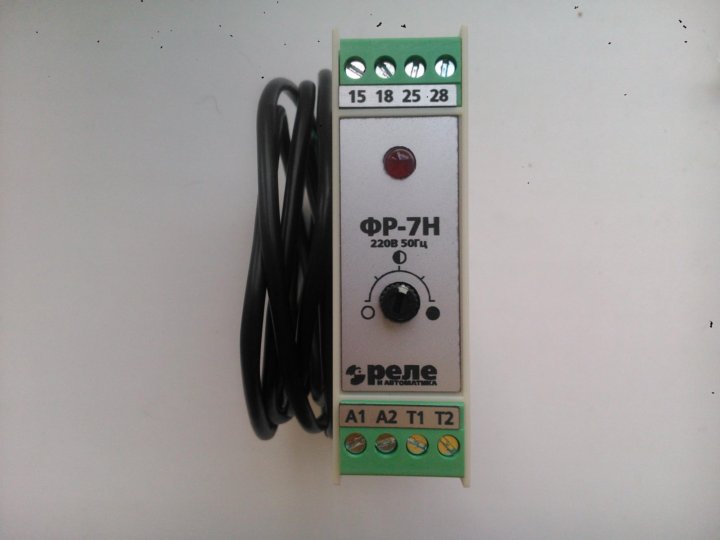 15 18 25 28
ФР-7Н
220В 50Гц
реле
И АВТОМАТИКА
A1 A2 T1 T2